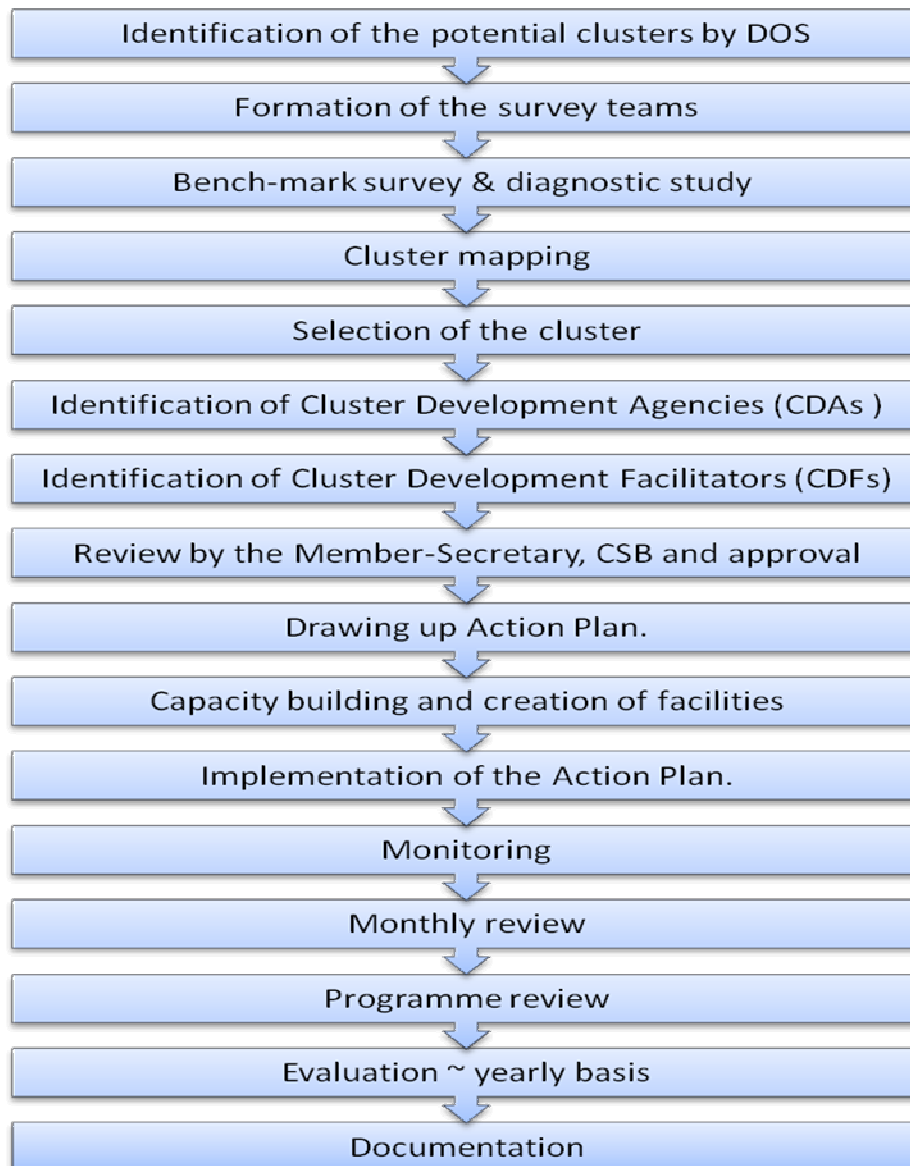 Identification of the potential clusters by DOS
Formation of the survey teams
Bench-mark survey & diagnostic study
Cluster mapping
Selection of the cluster
Identification of Cluster Development Agencies (CDAs )
Identification of Cluster Development Facilitators (CDFs)
Review by the Member-Secretary, CSB and approval
Drawing up Action Plan.
Capacity building and creation of facilities
Implementation of the Action Plan.
Monitoring
Monthly review
Programme review
Evaluation ~ yearly basis
Documentation